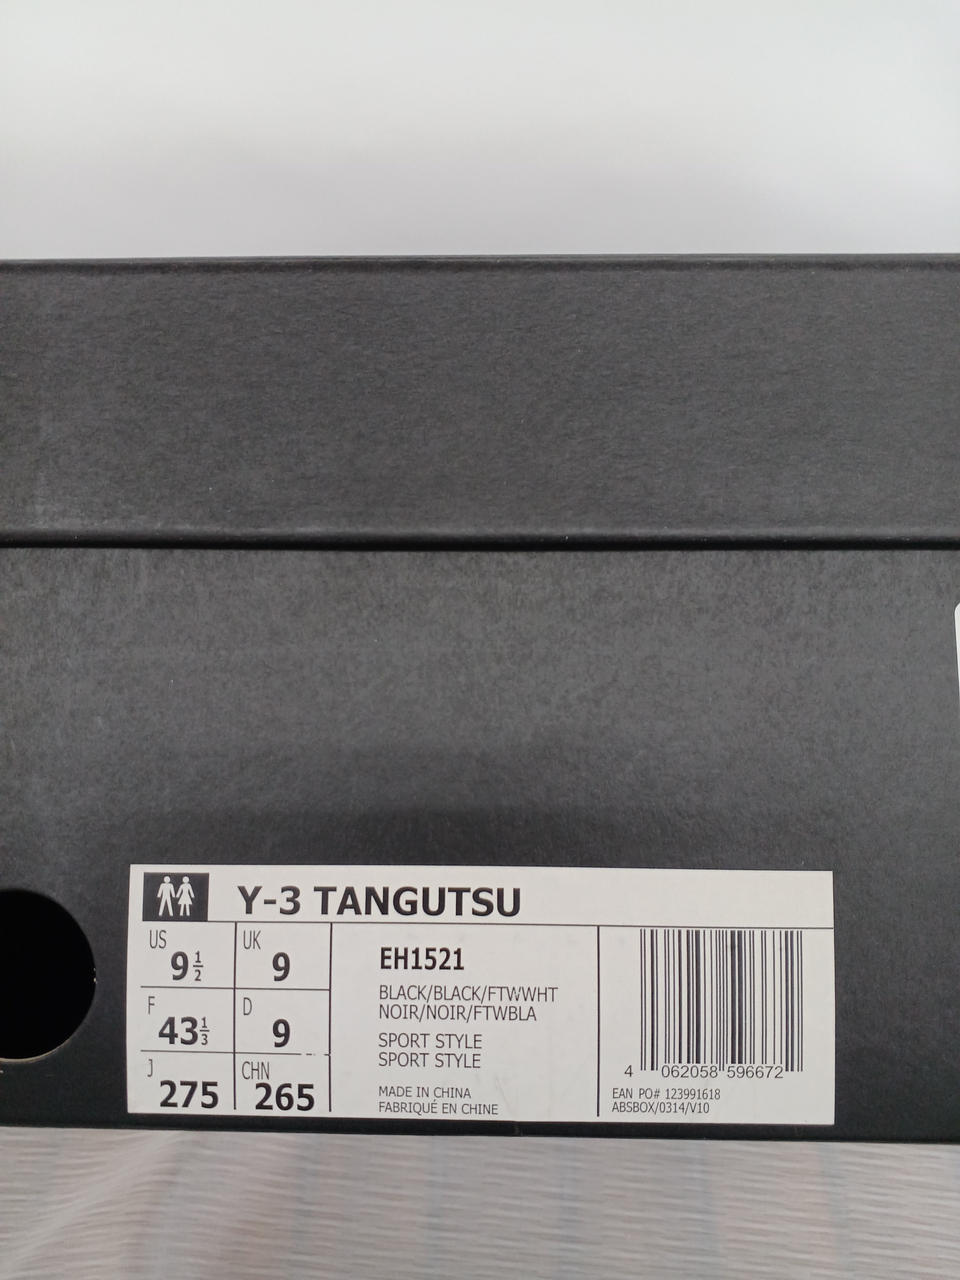 Y-3 TANGUTSU
US 9 1/2
UK 9
F 43 1/3
D 9
J 275
CHN 265
EH1521
BLACK/BLACK/FTWWHT
NOIR/NOIR/FTWBLA
SPORT STYLE
SPORT STYLE
MADE IN CHINA
FABRIQUÉ EN CHINE
4 062058 596672
EAN PO# 123991618
ABSBOX/0314/V10